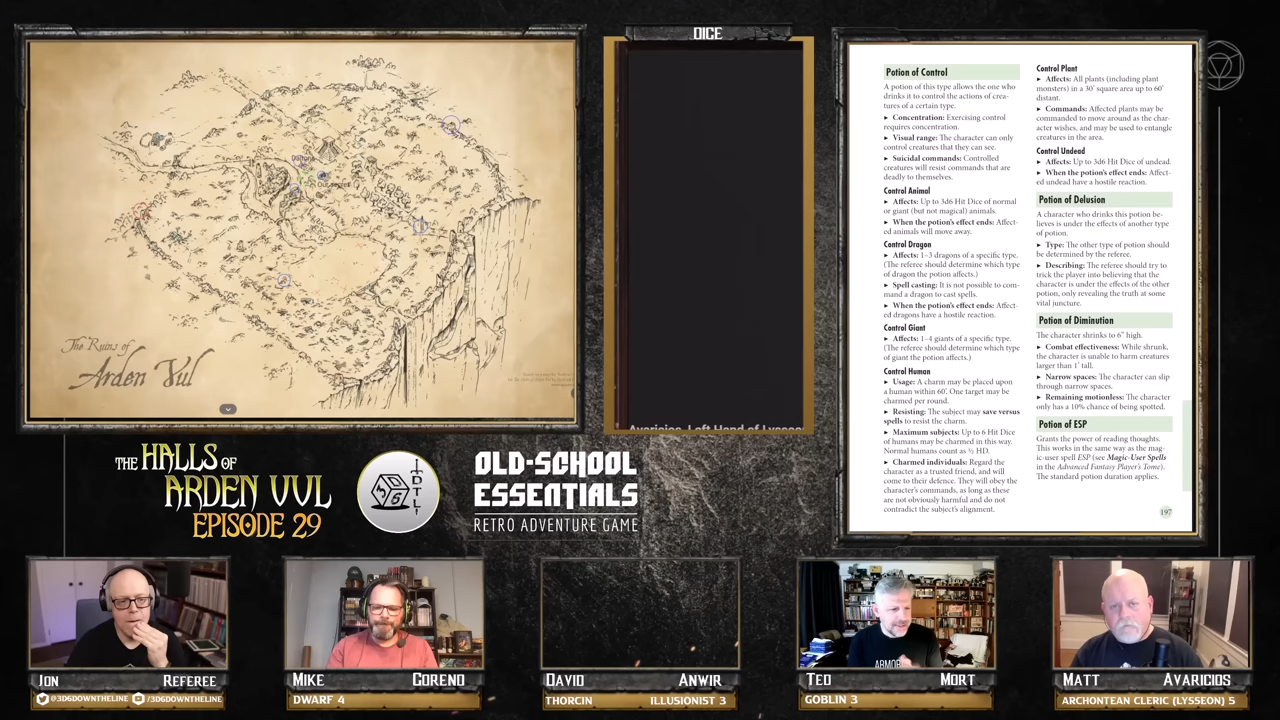 DICE
The Ruins of
Arden Vul
Avaricios, Left Hand of Lysseon
Potion of Control
A potion of this type allows the one who
drinks it to control the actions of crea-
tures of a certain type.
► Concentration: Exercising control
requires concentration.
► Visual range: The character can only
control creatures that they can see.
► Suicidal commands: Controlled
creatures will resist commands that are
deadly to themselves.
Control Animal
► Affects: Up to 3d6 Hit Dice of normal
or giant (but not magical) animals.
► When the potion's effect ends: Affect-
ed animals will move away.
Control Dragon
► Affects: 1–3 dragons of a specific type.
(The referee should determine which type
of dragon the potion affects.)
► Spell casting: It is not possible to com-
mand a dragon to cast spells.
► When the potion's effect ends: Affect-
ed dragons have a hostile reaction.
Control Giant
► Affects: 1–4 giants of a specific type.
(The referee should determine which type
of giant the potion affects.)
Control Human
► Usage: A charm may be placed upon
a human within 60'. One target may be
charmed per round.
► Resisting: The subject may save versus
spells to resist the charm.
► Maximum subjects: Up to 6 Hit Dice
of humans may be charmed in this way.
Normal humans count as ½ HD.
► Charmed individuals: Regard the
character as a trusted friend, and will
come to their defence. They will obey the
character's commands, as long as these
are not obviously harmful and do not
contradict the subject's alignment.
Control Plant
► Affects: All plants (including plant
monsters) in a 30' square area up to 60'
distant.
► Commands: Affected plants may be
commanded to move around as the char-
acter wishes, and may be used to entangle
creatures in the area.
Control Undead
► Affects: Up to 3d6 Hit Dice of undead.
► When the potion's effect ends: Affect-
ed undead have a hostile reaction.
Potion of Delusion
A character who drinks this potion be-
lieves is under the effects of another type
of potion.
► Type: The other type of potion should
be determined by the referee.
► Describing: The referee should try to
trick the player into believing that the
character is under the effects of the other
potion, only revealing the truth at some
vital juncture.
Potion of Diminution
The character shrinks to 6" high.
► Combat effectiveness: While shrunk,
the character is unable to harm creatures
larger than 1' tall.
► Narrow spaces: The character can slip
through narrow spaces.
► Remaining motionless: The character
only has a 10% chance of being spotted.
Potion of ESP
Grants the power of reading thoughts.
This works in the same way as the mag-
ic-user spell ESP (see Magic-User Spells
in the Advanced Fantasy Player's Tome).
The standard potion duration applies.
197
THE HALLS OF
ARDEN VUL
EPISODE 29
3D6 DTL!
OLD-SCHOOL
ESSENTIALS
RETRO ADVENTURE GAME
ARMOR
JON REFEREE
@3D6DOWNTHELINE /3D6DOWNTHELINE
MIKE GORENO
DWARF 4
DAVID ANWIR
THORCIN ILLUSIONIST 3
TED MORT
GOBLIN 3
MATT AVARICIOS
ARCHONTEAN CLERIC (LYSSEON) 5